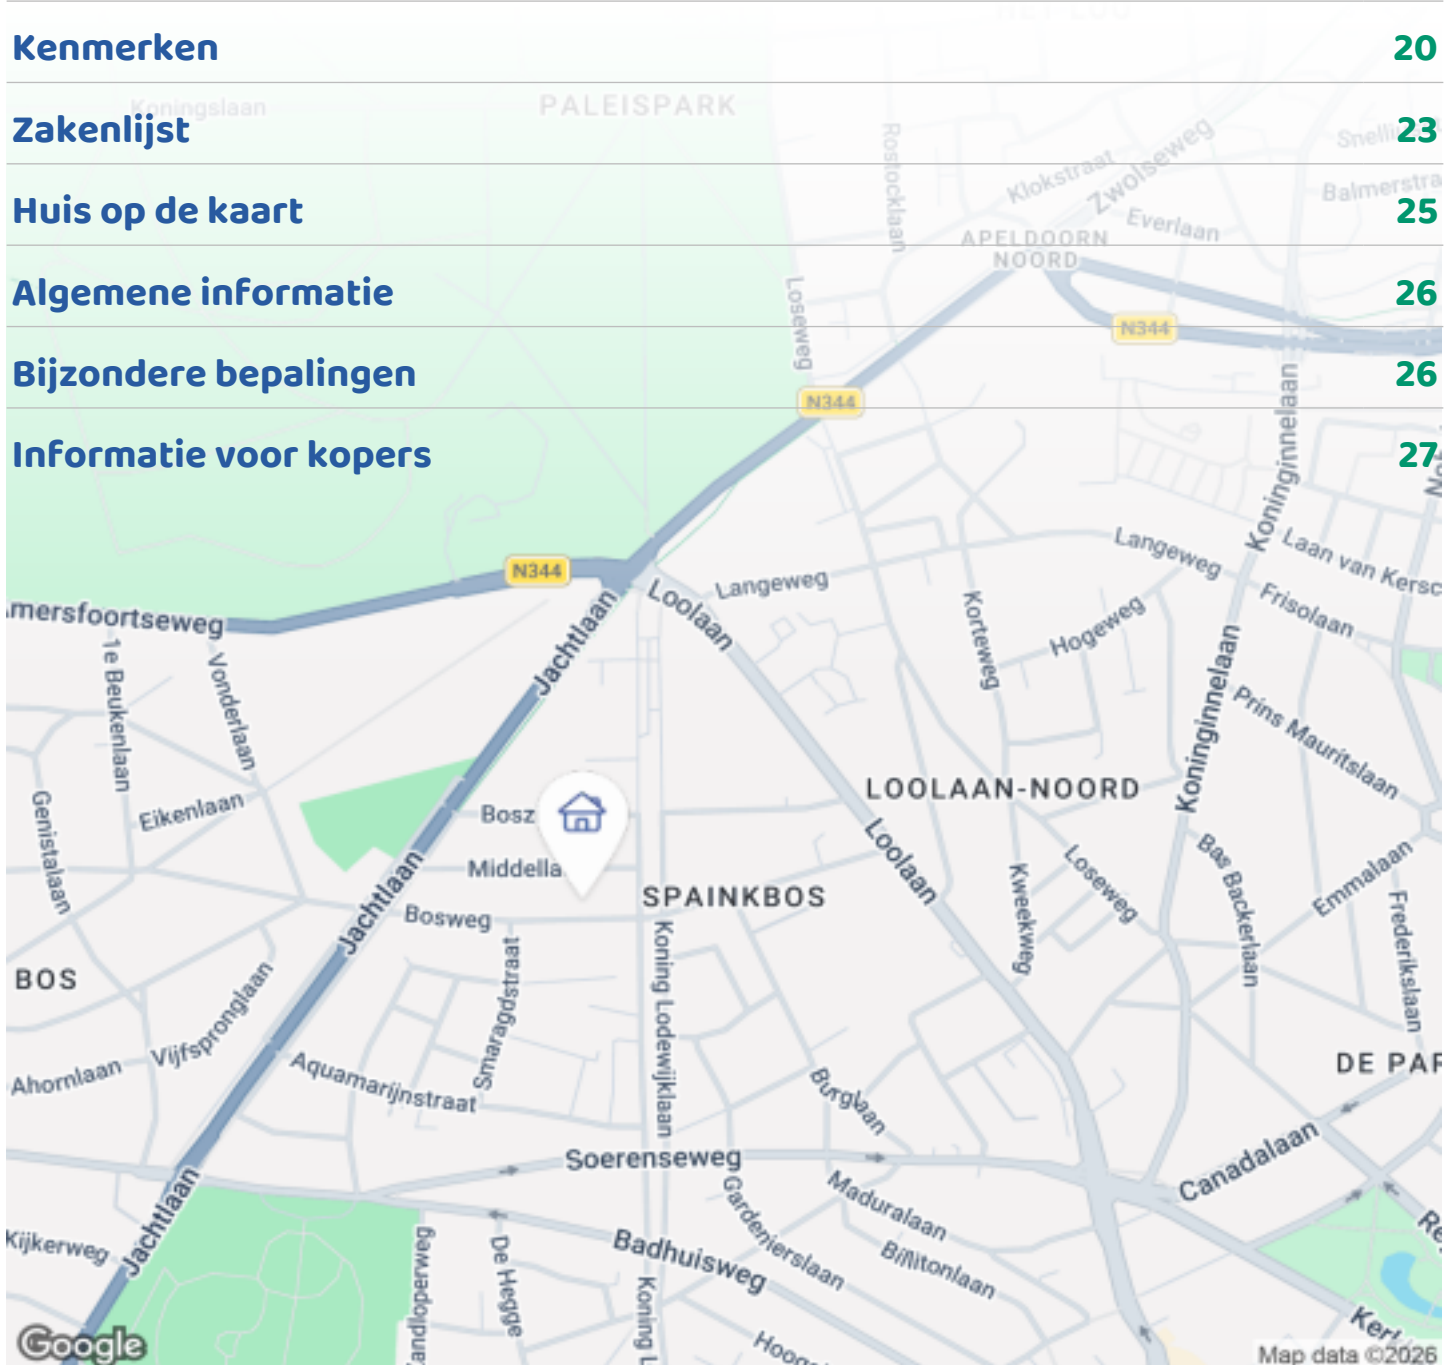 Kenmerken 20
Zakenlijst 23
Huis op de kaart 25
Algemene informatie 26
Bijzondere bepalingen 26
Informatie voor kopers 27
Koningslaan
PALEISPARK
Rostocklaan
Klokstraat
Zwolseweg
Everlaan
APELDOORN
NOORD
Loseweg
N344
N344
N344
Koninginnelaan
Langeweg
Langeweg
Laan van
Frisolaan
Loolaan
Jachtlaan
Korteweg
Hogeweg
1e Beukenlaan
Vonderlaan
Koninginnelaan
Prins Mauritslaan
LOOLAAN-NOORD
Genistalaan
Eikenlaan
Bosz
Middella
Loolaan
Loseweg
Kweekweg
Bas Backerlaan
Emmalaan
Frederikslaan
SPAINKBOS
Jachtlaan
Bosweg
BOS
Smaragdstraat
Koning Lodewijklaan
Vijfspronglaan
Ahornlaan
Aquamarijnstraat
Burglaan
DE PAR
Soerenseweg
Canadalaan
Gardenierslaan
Maduralaan
Billitonlaan
Jachtlaan
Kijkerweg
De Hegge
Badhuisweg
Koning L
Google
Map data ©2026